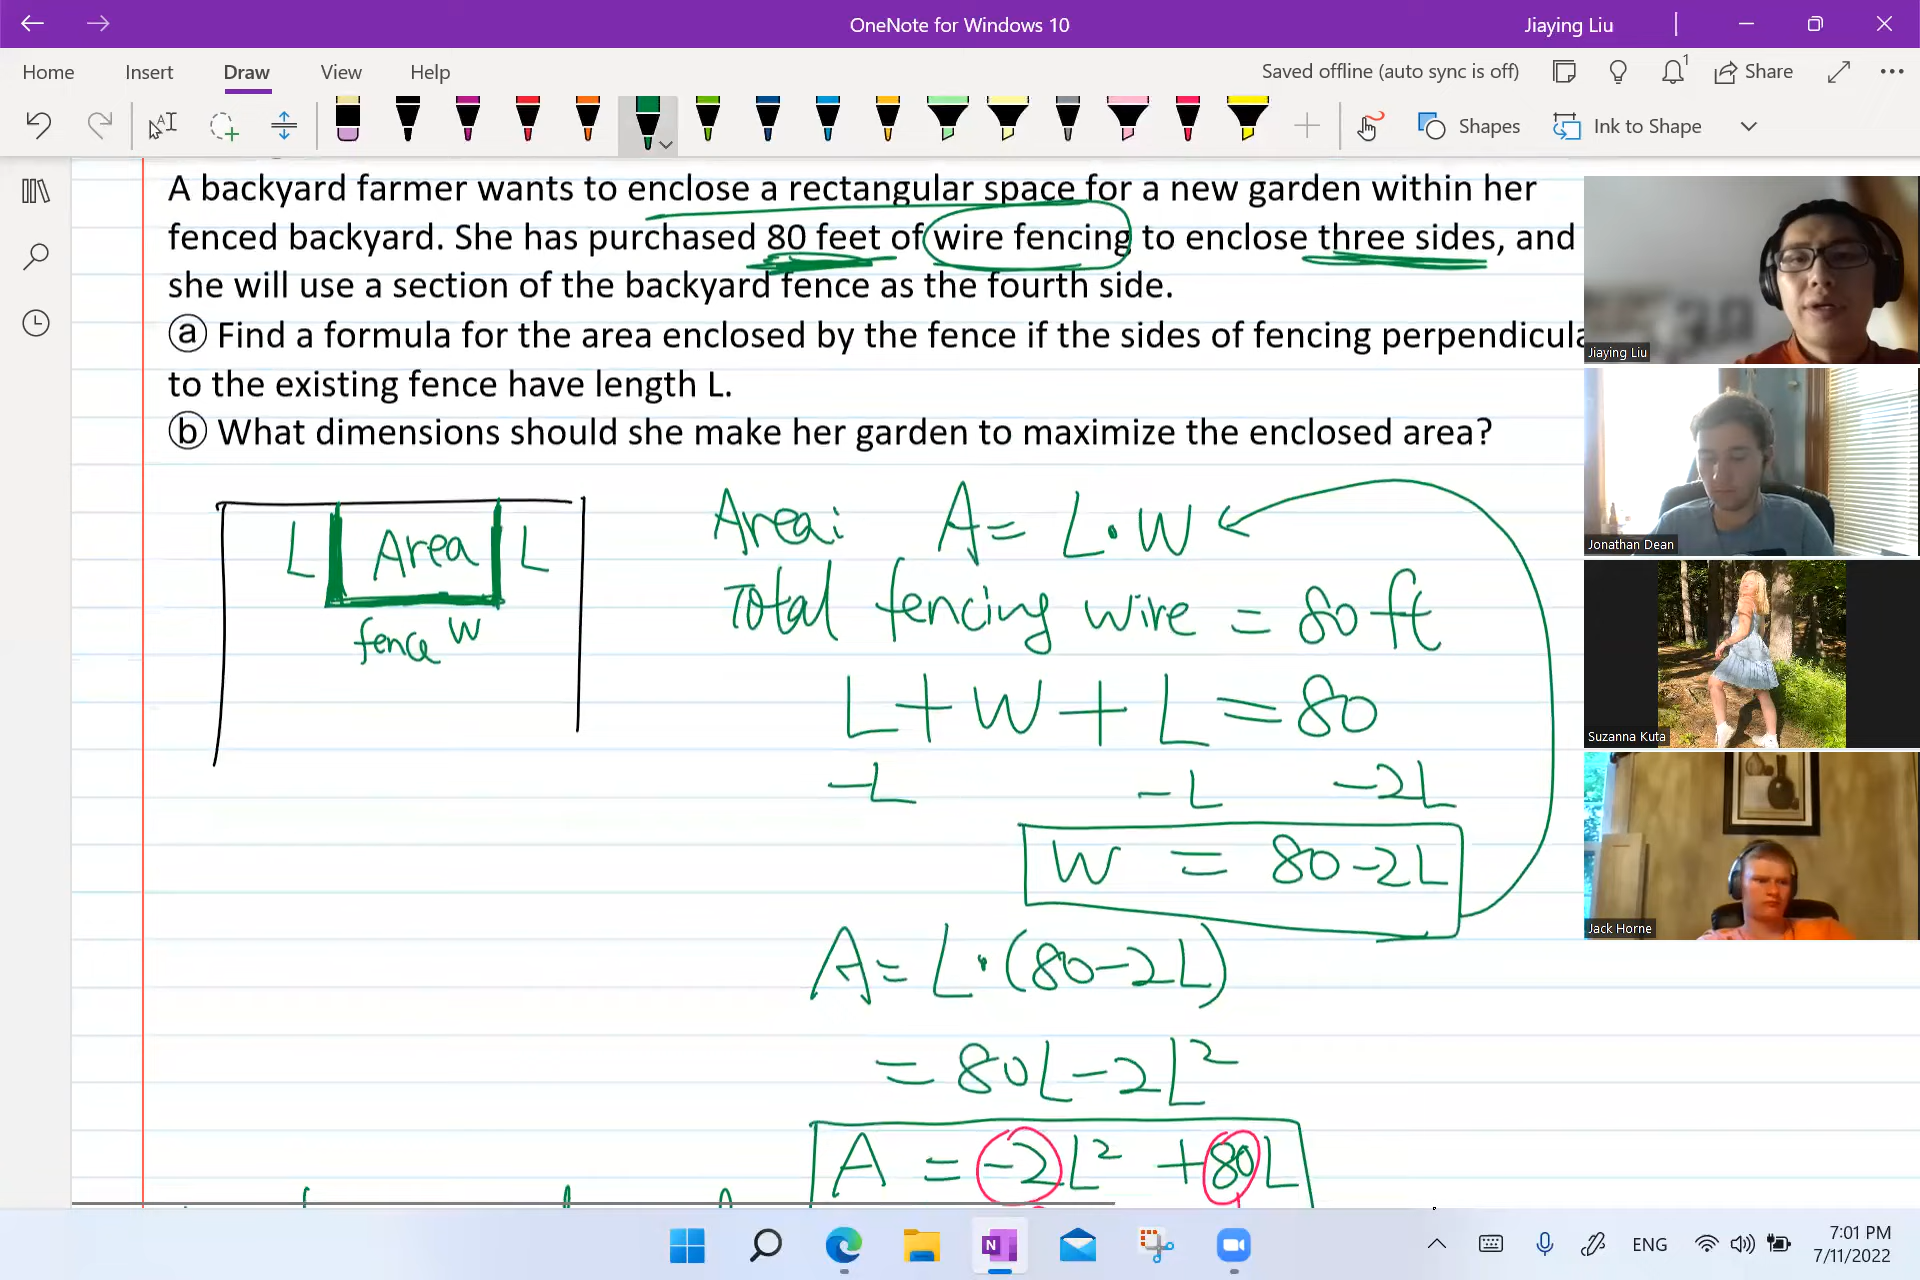 OneNote for Windows 10
Jiaying Liu
Home Insert Draw View Help
Saved offline (auto sync is off)
1
Share
Shapes
Ink to Shape
A backyard farmer wants to enclose a rectangular space for a new garden within her
fenced backyard. She has purchased 80 feet of wire fencing to enclose three sides, and
she will use a section of the backyard fence as the fourth side.
ⓐ Find a formula for the area enclosed by the fence if the sides of fencing perpendicula
to the existing fence have length L.
ⓑ What dimensions should she make her garden to maximize the enclosed area?
L Area L
fence W
Area: A = L · W
Total fencing wire = 80 ft
L + W + L = 80
-L -L -2L
W = 80 - 2L
A = L · (80 - 2L)
= 80L - 2L²
A = -2L² + 80L
Jiaying Liu
Jonathan Dean
Suzanna Kuta
Jack Horne
N
ENG
7:01 PM
7/11/2022